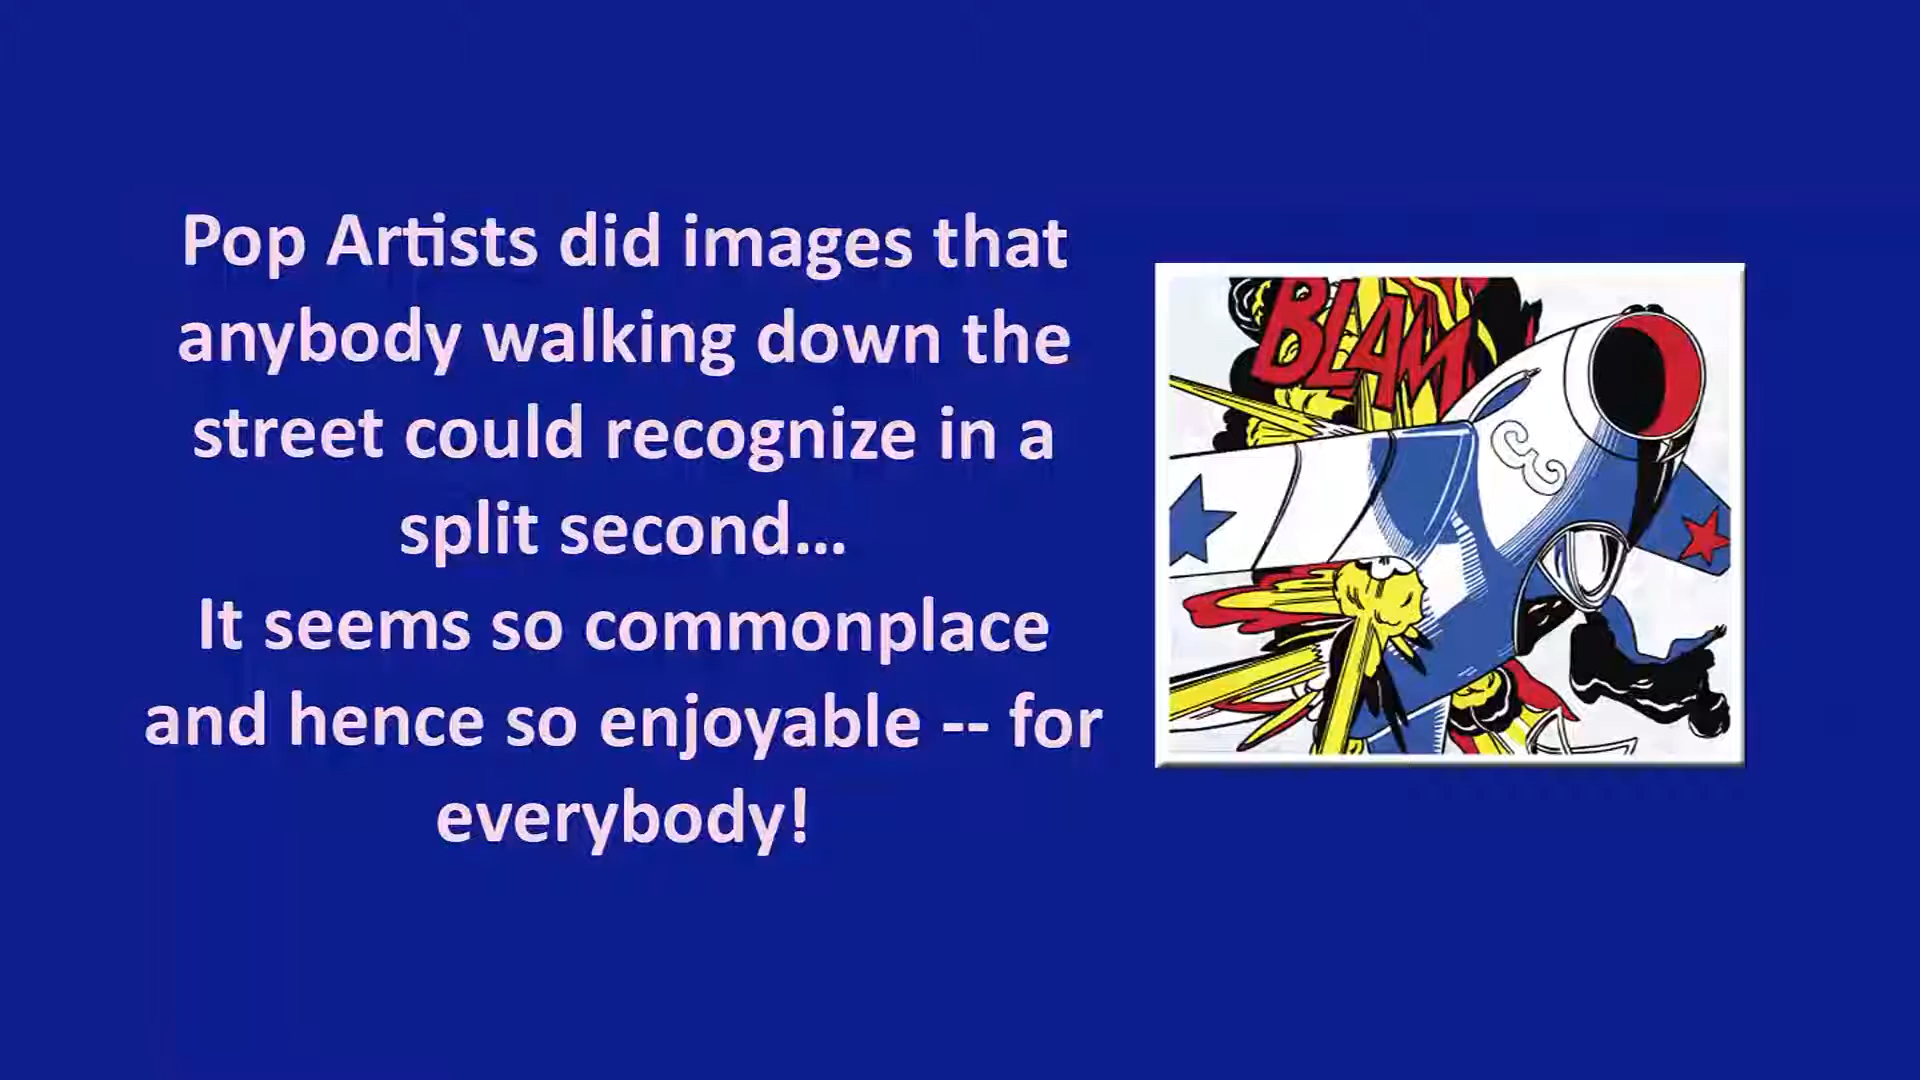 Pop Artists did images that
anybody walking down the
street could recognize in a
split second...
It seems so commonplace
and hence so enjoyable -- for
everybody!
BLAM